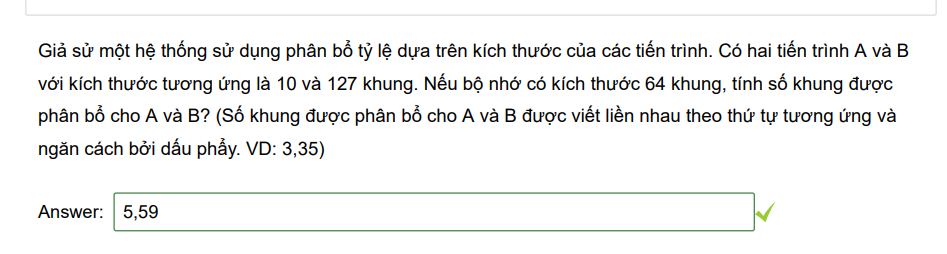 Giả sử một hệ thống sử dụng phân bổ tỷ lệ dựa trên kích thước của các tiến trình. Có hai tiến trình A và B
với kích thước tương ứng là 10 và 127 khung. Nếu bộ nhớ có kích thước 64 khung, tính số khung được
phân bổ cho A và B? (Số khung được phân bổ cho A và B được viết liền nhau theo thứ tự tương ứng và
ngăn cách bởi dấu phẩy. VD: 3,35)
Answer: 5,59